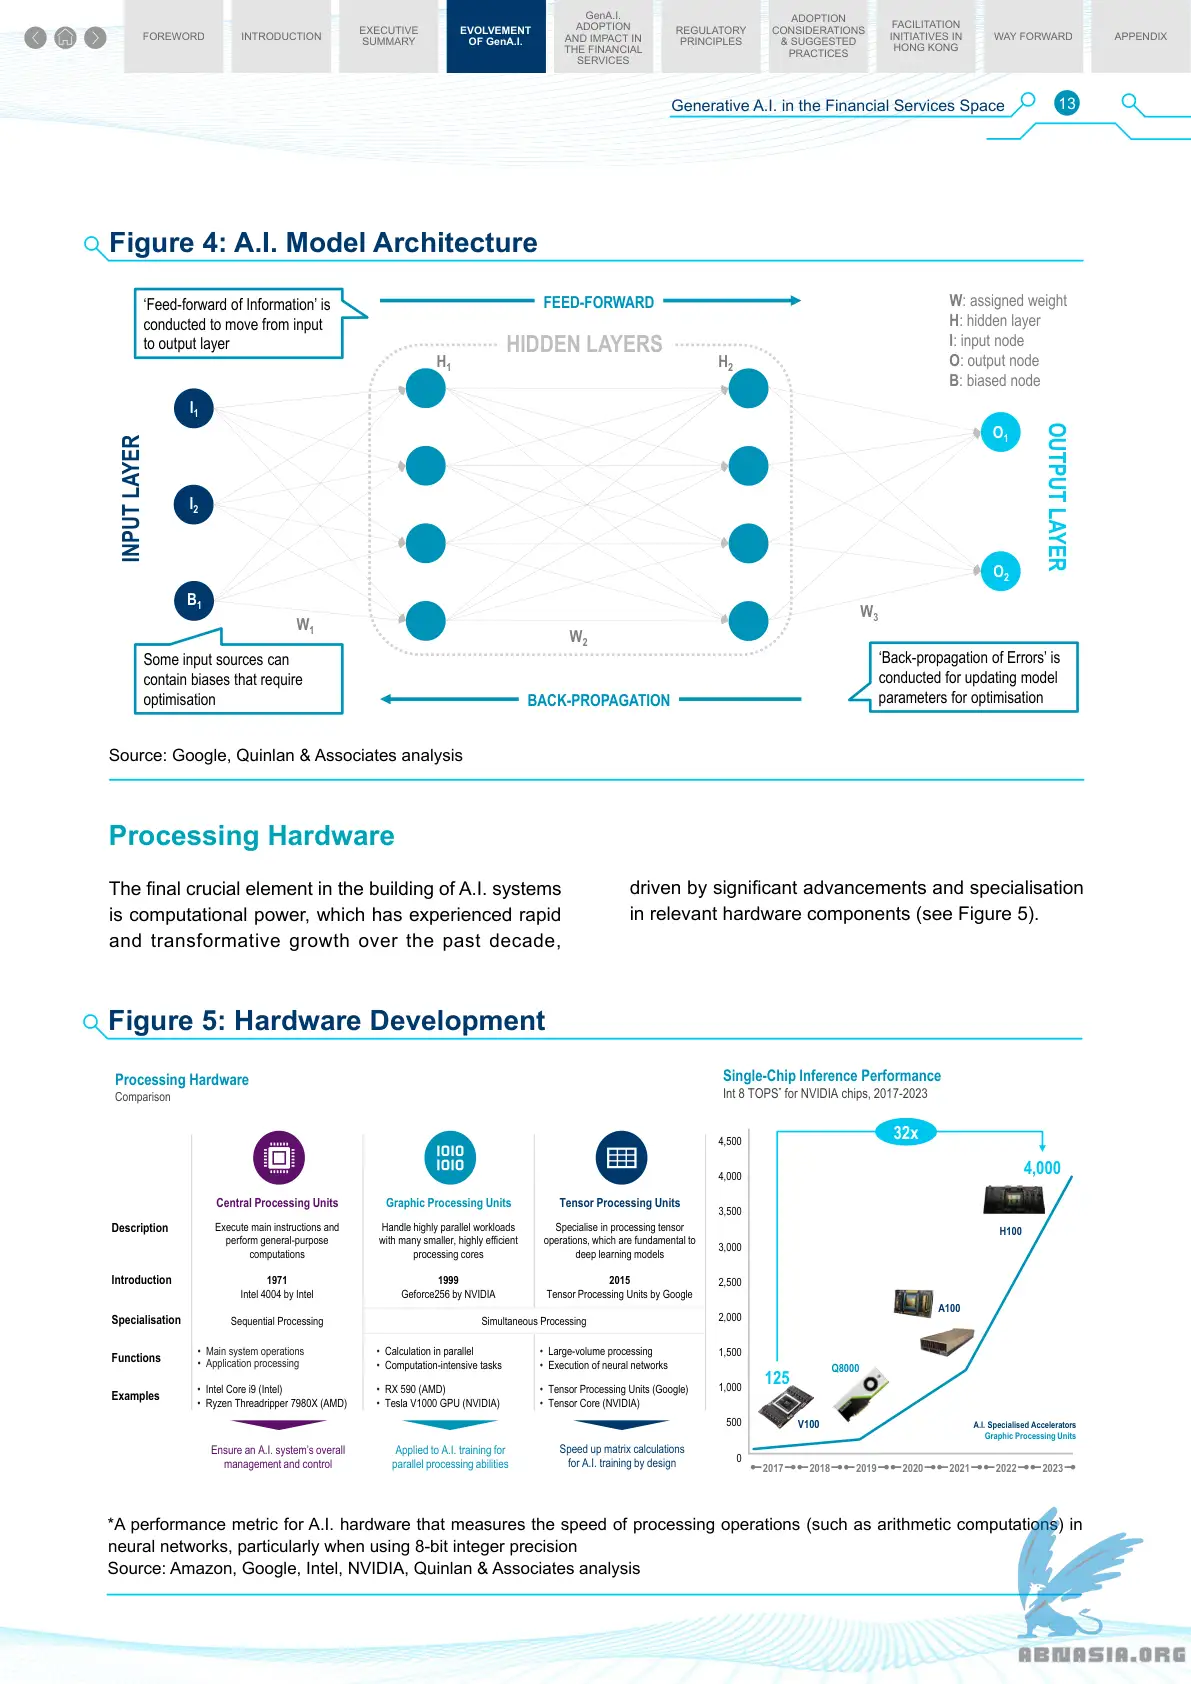 FOREWORD
INTRODUCTION
EXECUTIVE
SUMMARY
EVOLVEMENT
OF GenA.I.
GenA.I.
ADOPTION
AND IMPACT IN
THE FINANCIAL
SERVICES
REGULATORY
PRINCIPLES
ADOPTION
CONSIDERATIONS
& SUGGESTED
PRACTICES
FACILITATION
INITIATIVES IN
HONG KONG
WAY FORWARD
APPENDIX
Generative A.I. in the Financial Services Space
13
Figure 4: A.I. Model Architecture
‘Feed-forward of Information’ is
conducted to move from input
to output layer
FEED-FORWARD
W: assigned weight
H: hidden layer
I: input node
O: output node
B: biased node
HIDDEN LAYERS
H1
H2
INPUT LAYER
I1
I2
B1
O1
O2
OUTPUT LAYER
W1
W2
W3
Some input sources can
contain biases that require
optimisation
BACK-PROPAGATION
‘Back-propagation of Errors’ is
conducted for updating model
parameters for optimisation
Source: Google, Quinlan & Associates analysis
Processing Hardware
The final crucial element in the building of A.I. systems
is computational power, which has experienced rapid
and transformative growth over the past decade,
driven by significant advancements and specialisation
in relevant hardware components (see Figure 5).
Figure 5: Hardware Development
Processing Hardware
Comparison
Central Processing Units
Graphic Processing Units
Tensor Processing Units
Description
Execute main instructions and
perform general-purpose
computations
Handle highly parallel workloads
with many smaller, highly efficient
processing cores
Specialise in processing tensor
operations, which are fundamental to
deep learning models
Introduction
1971
Intel 4004 by Intel
1999
Geforce256 by NVIDIA
2015
Tensor Processing Units by Google
Specialisation
Sequential Processing
Simultaneous Processing
Functions
• Main system operations
• Application processing
• Calculation in parallel
• Computation-intensive tasks
• Large-volume processing
• Execution of neural networks
Examples
• Intel Core i9 (Intel)
• Ryzen Threadripper 7980X (AMD)
• RX 590 (AMD)
• Tesla V1000 GPU (NVIDIA)
• Tensor Processing Units (Google)
• Tensor Core (NVIDIA)
Ensure an A.I. system’s overall
management and control
Applied to A.I. training for
parallel processing abilities
Speed up matrix calculations
for A.I. training by design
Single-Chip Inference Performance
Int 8 TOPS* for NVIDIA chips, 2017-2023
32x
4,500
4,000
3,500
3,000
2,500
2,000
1,500
1,000
500
0
4,000
H100
A100
Q8000
125
V100
A.I. Specialised Accelerators
Graphic Processing Units
2017 2018 2019 2020 2021 2022 2023
*A performance metric for A.I. hardware that measures the speed of processing operations (such as arithmetic computations) in
neural networks, particularly when using 8-bit integer precision
Source: Amazon, Google, Intel, NVIDIA, Quinlan & Associates analysis
ABNASIA.ORG